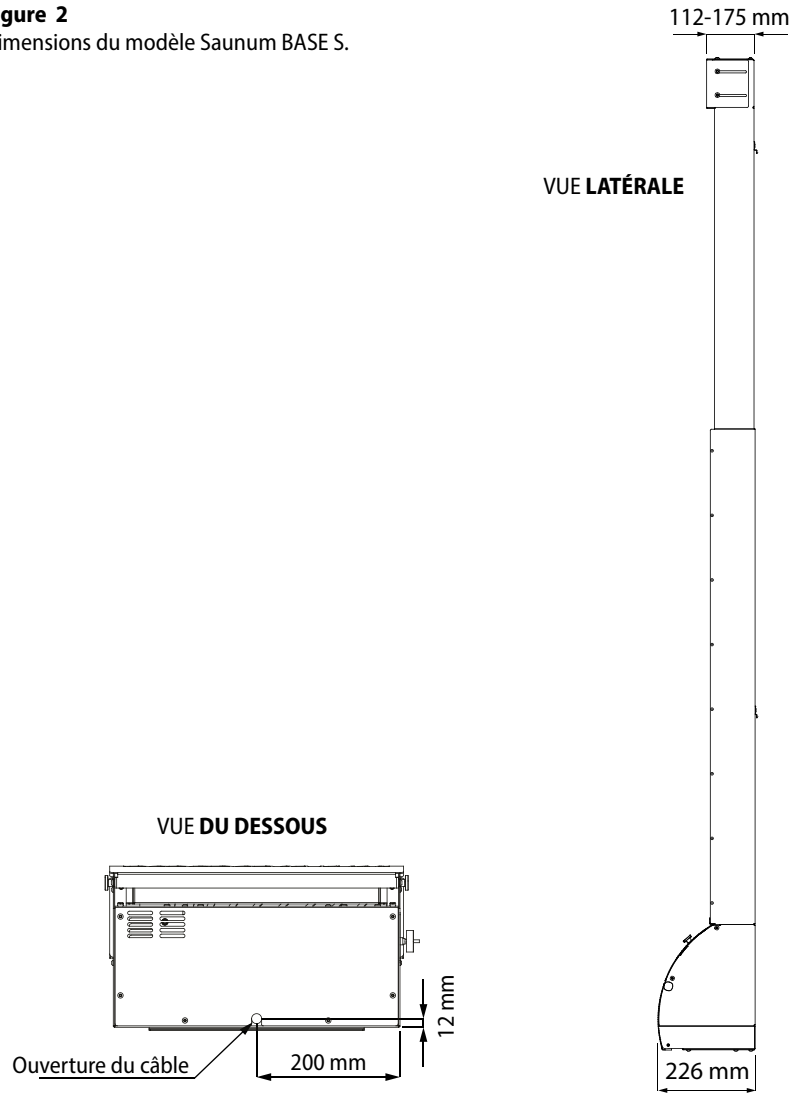 gure 2
imensions du modèle Saunum BASE S.
112-175 mm
VUE LATÉRALE
VUE DU DESSOUS
12 mm
Ouverture du câble
200 mm
226 mm